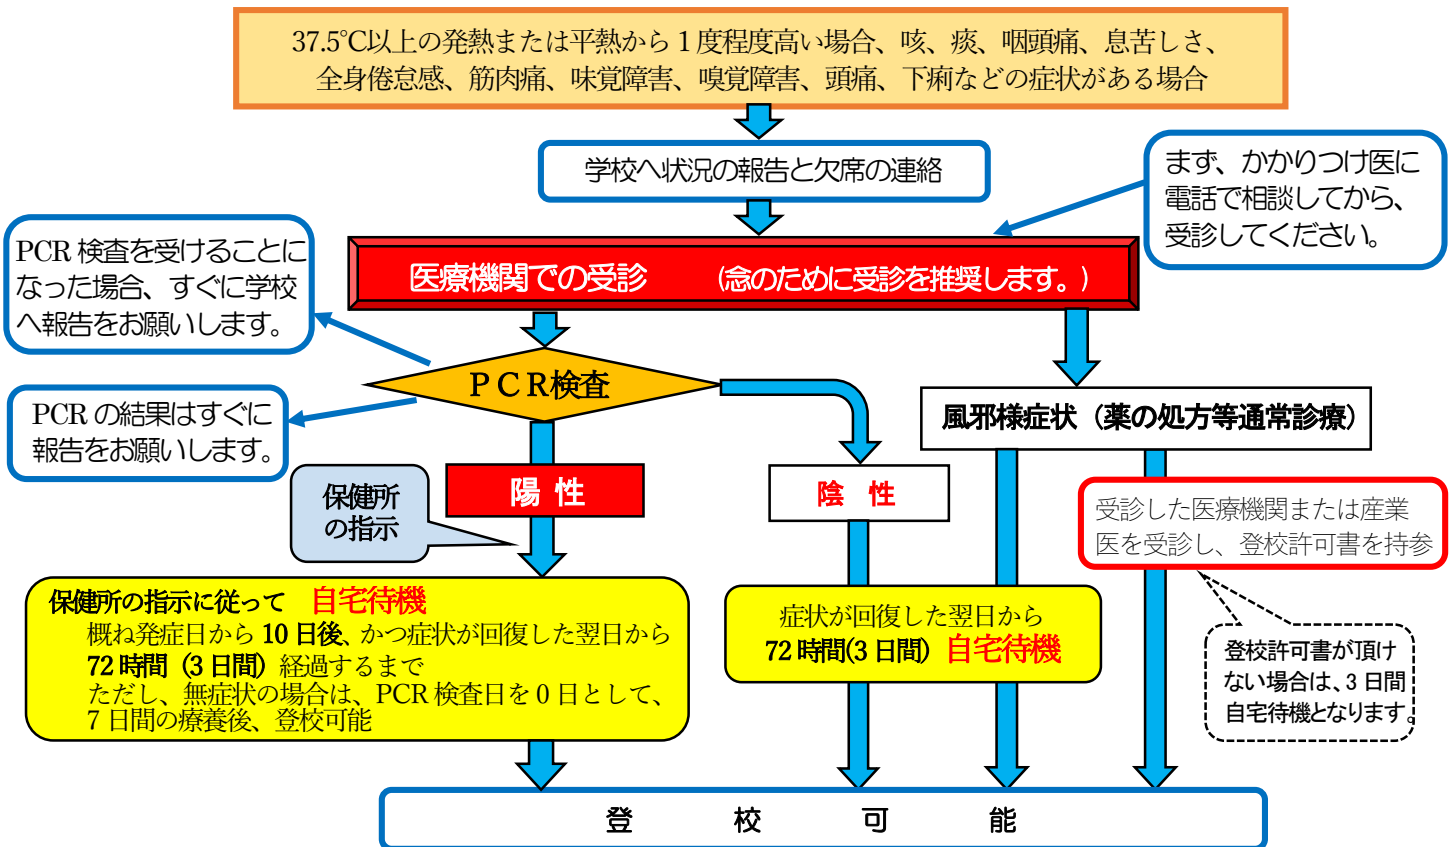 37.5℃以上の発熱または平熱から1度程度高い場合、咳、痰、咽頭痛、息苦しさ、
全身倦怠感、筋肉痛、味覚障害、嗅覚障害、頭痛、下痢などの症状がある場合
学校へ状況の報告と欠席の連絡
まず、かかりつけ医に
電話で相談してから、
受診してください。
PCR 検査を受けることに
なった場合、すぐに学校
へ報告をお願いします。
医療機関での受診 (念のために受診を推奨します。)
PCR検査
PCR の結果はすぐに
報告をお願いします。
風邪様症状(薬の処方等通常診療)
保健所
の指示
陽 性
陰 性
受診した医療機関または産業
医を受診し、登校許可書を持参
保健所の指示に従って 自宅待機
概ね発症日から 10 日後、かつ症状が回復した翌日から
72 時間(3 日間)経過するまで
ただし、無症状の場合は、PCR 検査日を 0 日として、
7 日間の療養後、登校可能
症状が回復した翌日から
72 時間(3 日間) 自宅待機
登校許可書が頂け
ない場合は、3 日間
自宅待機となります。
登 校 可 能